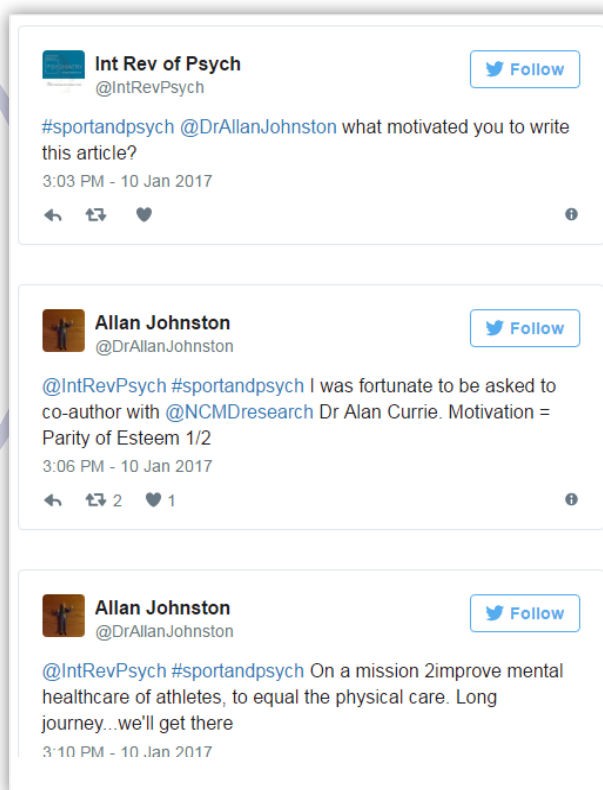 Int Rev of Psych
@IntRevPsych
Follow
#sportandpsych @DrAllanJohnston what motivated you to write
this article?
3:03 PM - 10 Jan 2017
Allan Johnston
@DrAllanJohnston
Follow
@IntRevPsych #sportandpsych I was fortunate to be asked to
co-author with @NCMDresearch Dr Alan Currie. Motivation =
Parity of Esteem 1/2
3:06 PM - 10 Jan 2017
2 1
Allan Johnston
@DrAllanJohnston
Follow
@IntRevPsych #sportandpsych On a mission 2improve mental
healthcare of athletes, to equal the physical care. Long
journey...we'll get there
3:10 PM - 10 Jan 2017